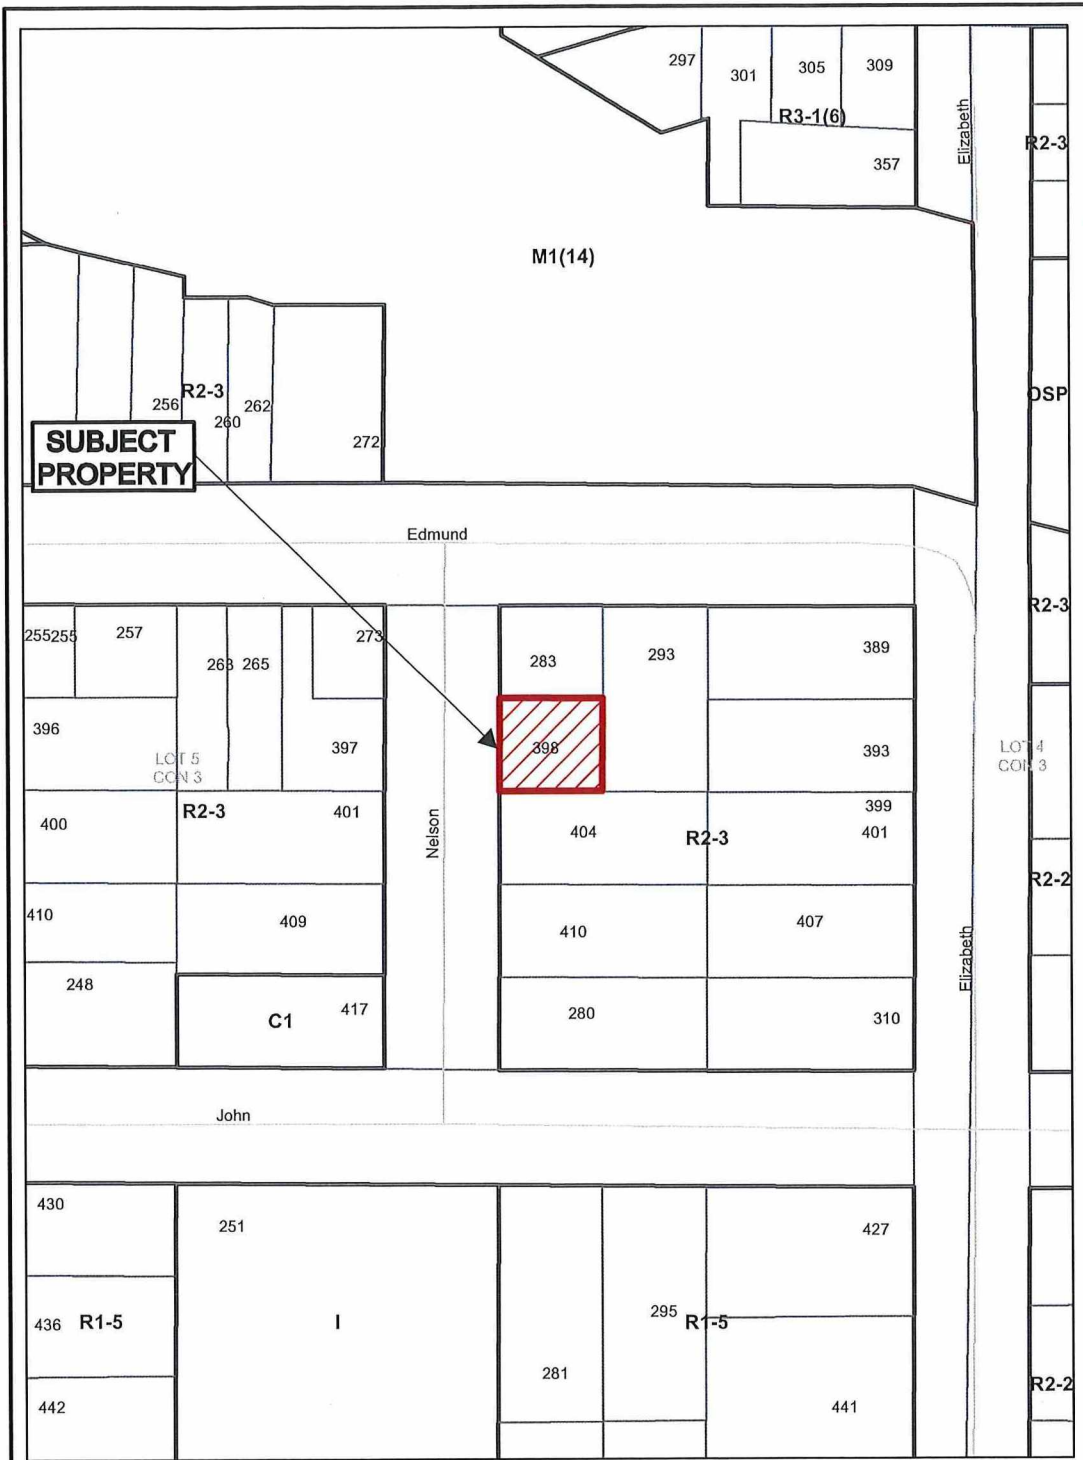 297
301
305
309
R3-1(6)
Elizabeth
R2-3
357
M1(14)
256
R2-3
260
262
272
OSP
SUBJECT
PROPERTY
Edmund
255
255
257
263
265
273
283
293
389
R2-3
396
LOT 5
CON 3
397
398
393
LOT 4
CON 3
400
R2-3
401
Nelson
404
R2-3
399
401
R2-2
410
409
410
407
Elizabeth
248
C1
417
280
310
John
430
251
427
436
R1-5
I
295
R1-5
281
442
441
R2-2